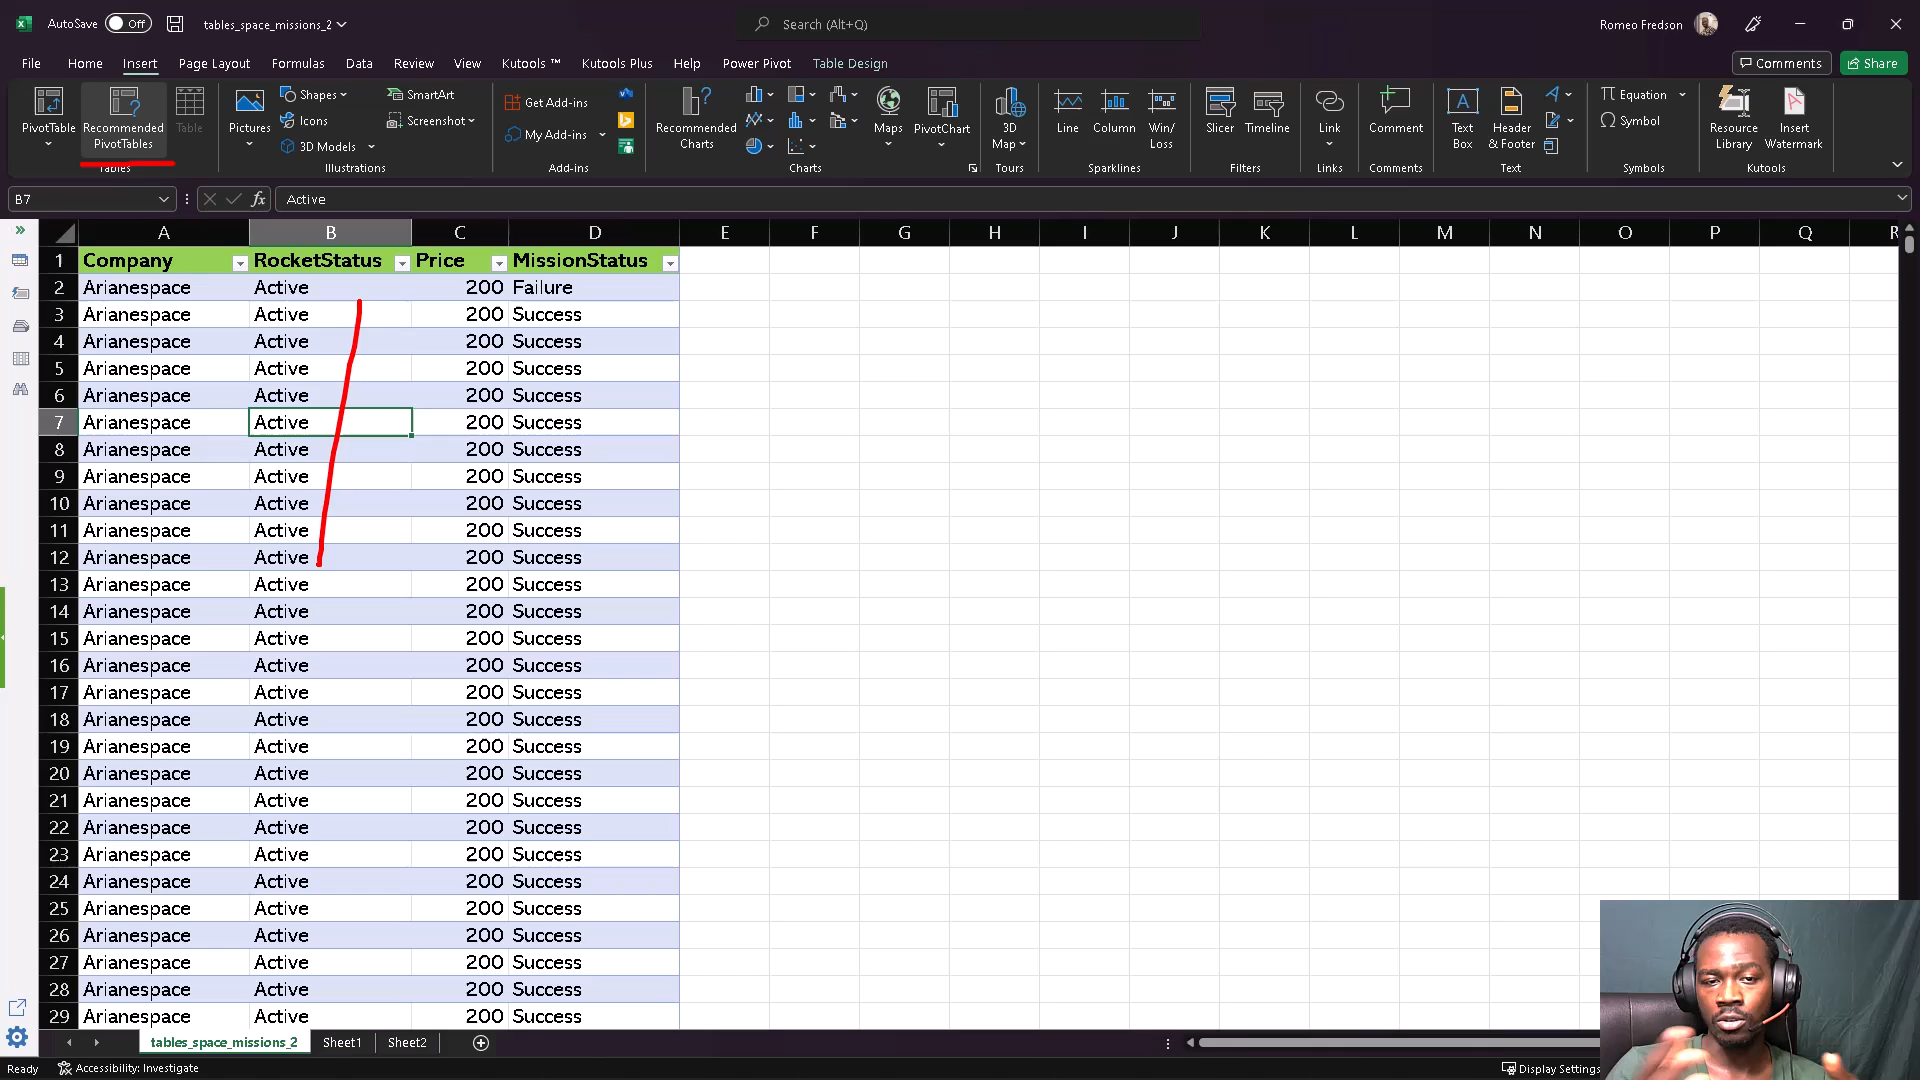 AutoSave Off tables_space_missions_2 Search (Alt+Q) Romeo Fredson
File Home Insert Page Layout Formulas Data Review View Kutools ™ Kutools Plus Help Power Pivot Table Design Comments Share
PivotTable Recommended PivotTables Table Pictures Shapes SmartArt Get Add-ins Recommended Charts Maps PivotChart 3D Map Line Column Win/Loss Slicer Timeline Link Comment Text Box Header & Footer Equation Resource Library Insert Watermark
Icons Screenshot My Add-ins Symbol
3D Models
Tables Illustrations Add-ins Charts Tours Sparklines Filters Links Comments Text Symbols Kutools
B7 fx Active
A B C D E F G H I J K L M N O P Q R
1 Company RocketStatus Price MissionStatus
2 Arianespace Active 200 Failure
3 Arianespace Active 200 Success
4 Arianespace Active 200 Success
5 Arianespace Active 200 Success
6 Arianespace Active 200 Success
7 Arianespace Active 200 Success
8 Arianespace Active 200 Success
9 Arianespace Active 200 Success
10 Arianespace Active 200 Success
11 Arianespace Active 200 Success
12 Arianespace Active 200 Success
13 Arianespace Active 200 Success
14 Arianespace Active 200 Success
15 Arianespace Active 200 Success
16 Arianespace Active 200 Success
17 Arianespace Active 200 Success
18 Arianespace Active 200 Success
19 Arianespace Active 200 Success
20 Arianespace Active 200 Success
21 Arianespace Active 200 Success
22 Arianespace Active 200 Success
23 Arianespace Active 200 Success
24 Arianespace Active 200 Success
25 Arianespace Active 200 Success
26 Arianespace Active 200 Success
27 Arianespace Active 200 Success
28 Arianespace Active 200 Success
29 Arianespace Active 200 Success
tables_space_missions_2 Sheet1 Sheet2
Ready Accessibility: Investigate Display Settings